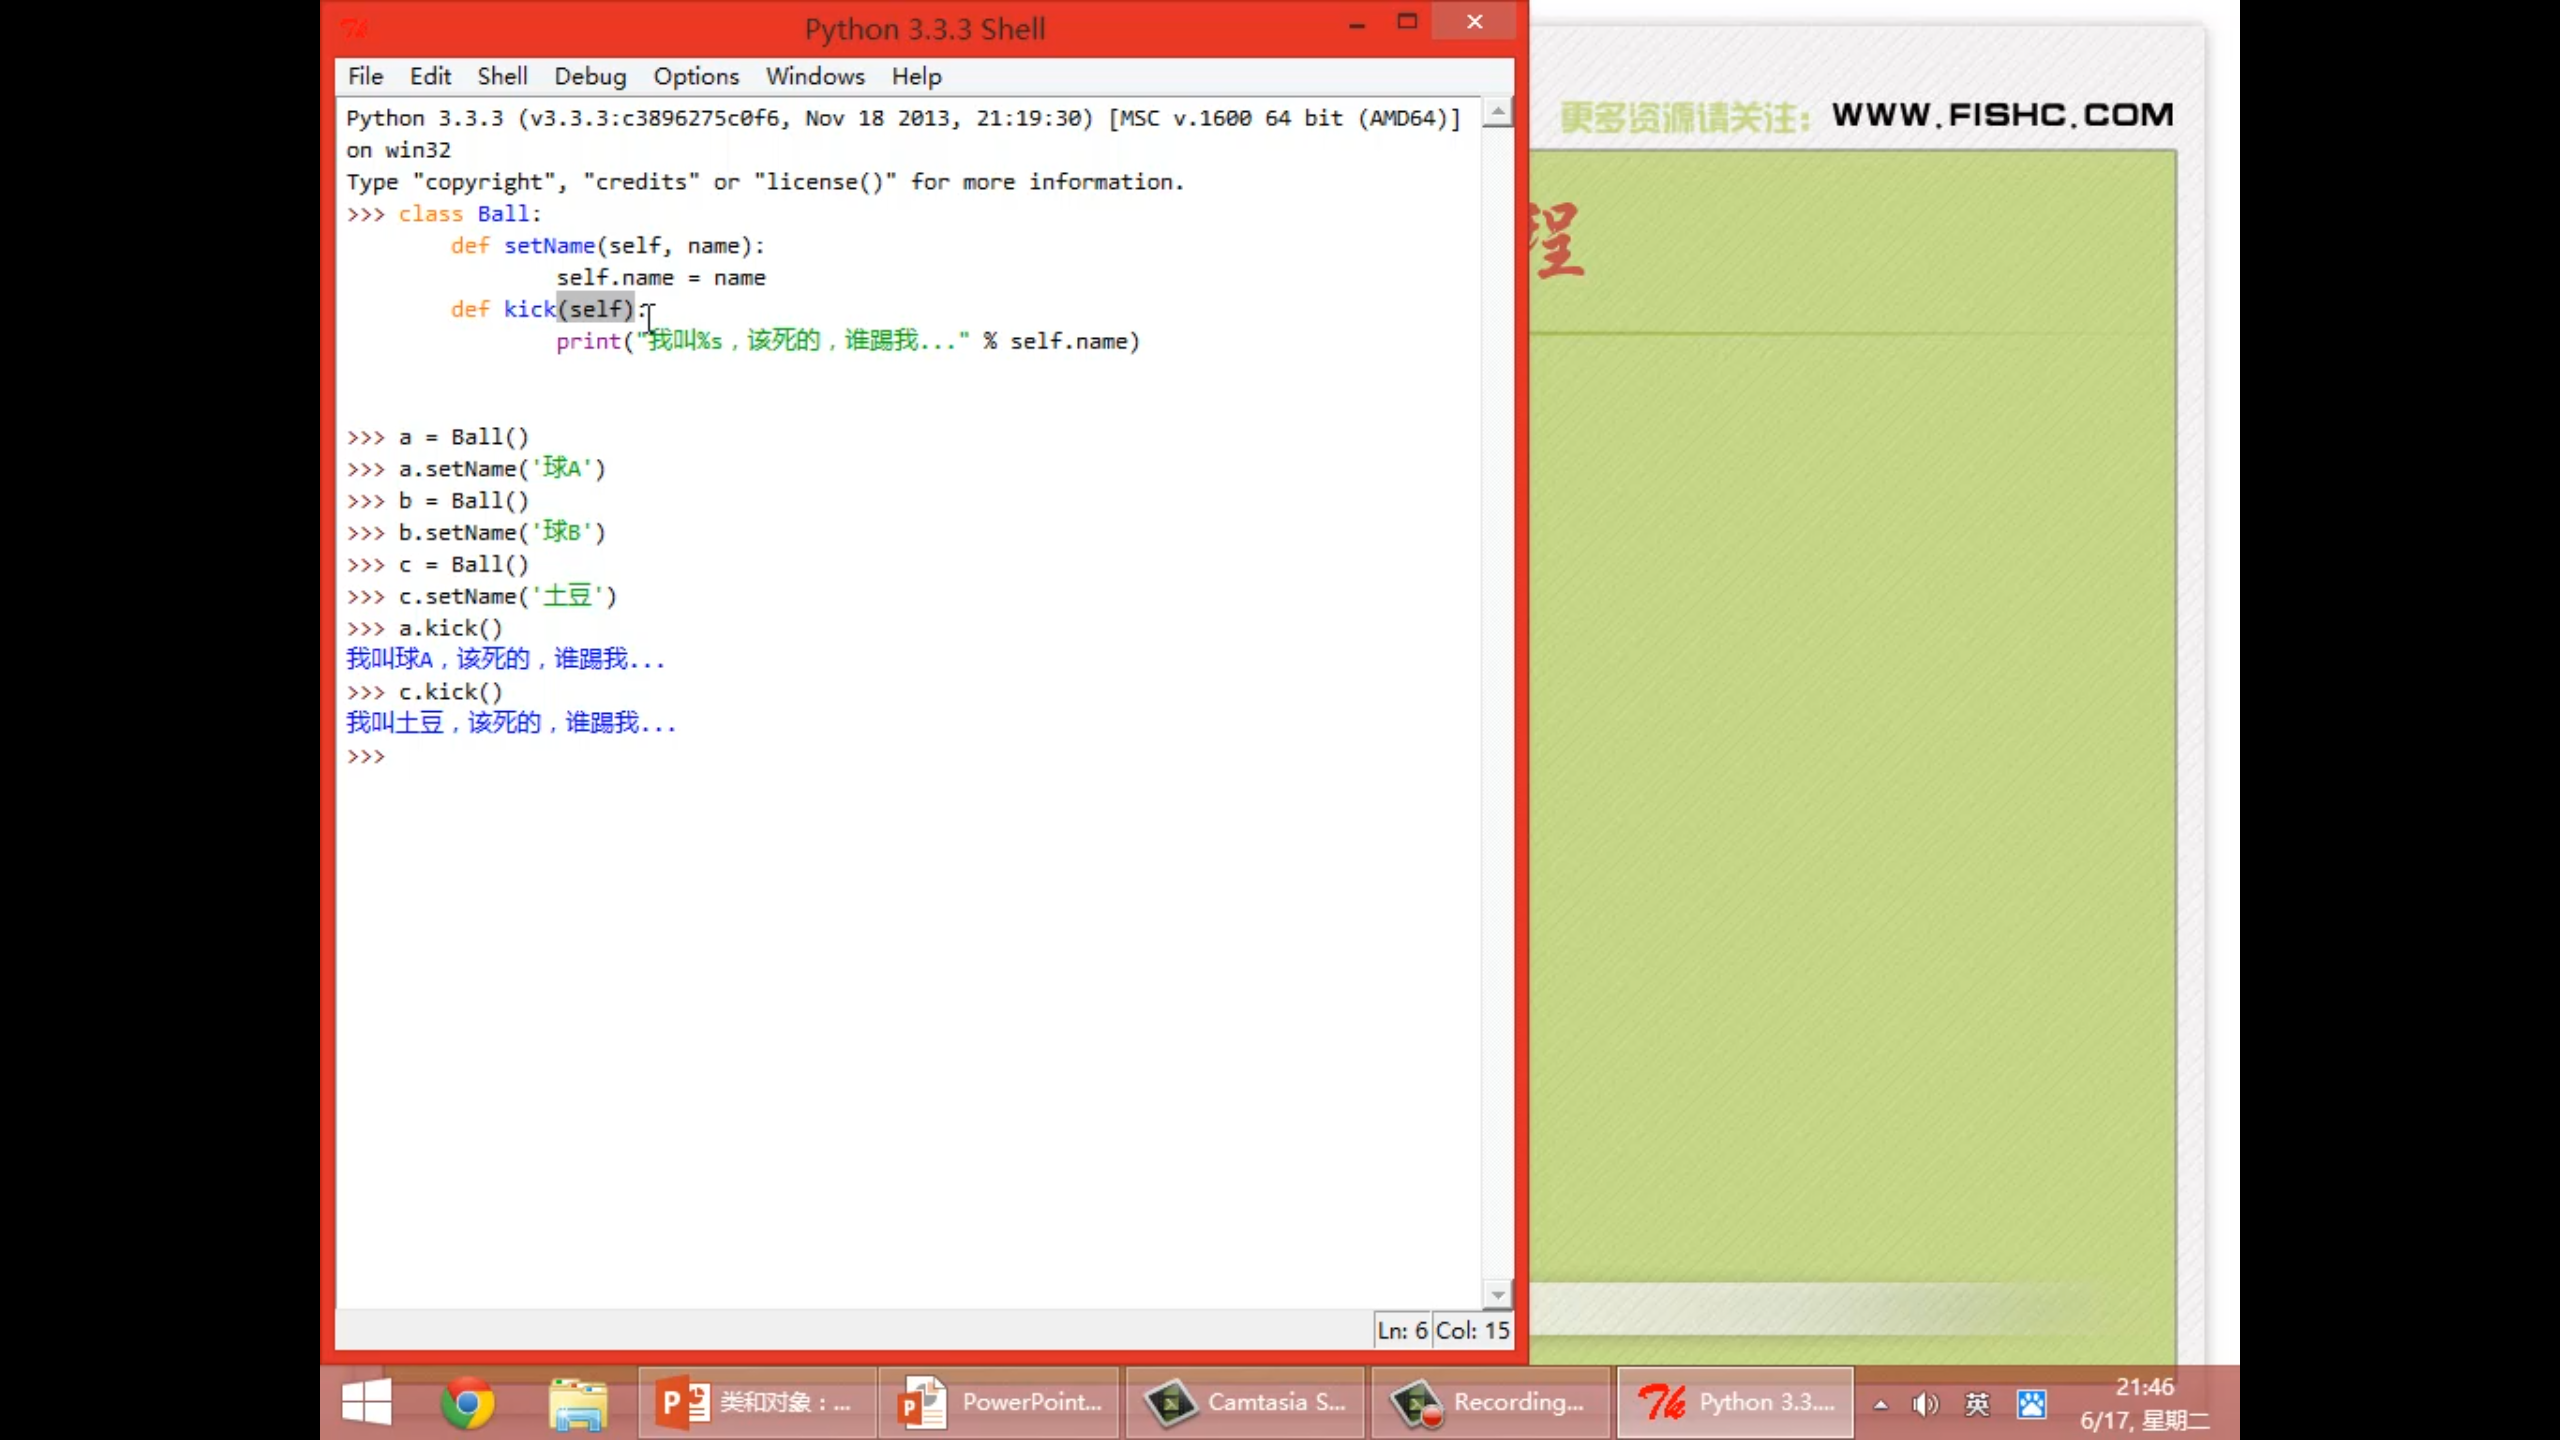 Python 3.3.3 Shell
File Edit Shell Debug Options Windows Help
Python 3.3.3 (v3.3.3:c3896275c0f6, Nov 18 2013, 21:19:30) [MSC v.1600 64 bit (AMD64)]
on win32
Type "copyright", "credits" or "license()" for more information.
>>> class Ball:
def setName(self, name):
self.name = name
def kick(self):
print("我叫%s，该死的，谁踢我..." % self.name)
>>> a = Ball()
>>> a.setName('球A')
>>> b = Ball()
>>> b.setName('球B')
>>> c = Ball()
>>> c.setName('土豆')
>>> a.kick()
我叫球A，该死的，谁踢我...
>>> c.kick()
我叫土豆，该死的，谁踢我...
>>>
Ln: 6 Col: 15
更多资源请关注：WWW.FISHC.COM
程
类和对象：... PowerPoint... Camtasia S... Recording... Python 3.3.... 英
21:46
6/17, 星期二